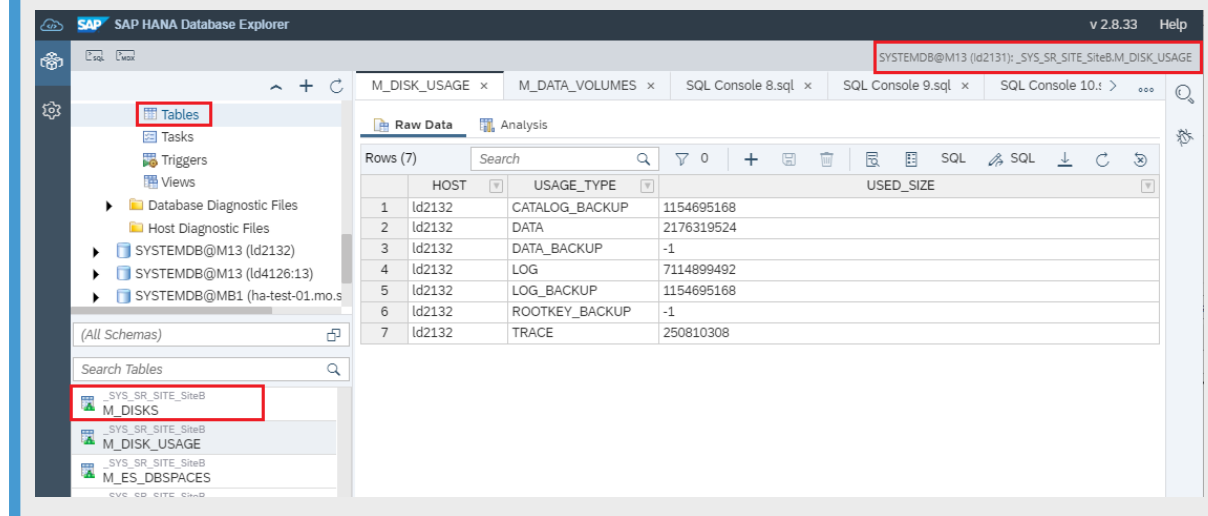 SAP SAP HANA Database Explorer
v 2.8.33 Help
SQL MDX
SYSTEMDB@M13 (ld2131): _SYS_SR_SITE_SiteB.M_DISK_USAGE
M_DISK_USAGE × M_DATA_VOLUMES × SQL Console 8.sql × SQL Console 9.sql × SQL Console 10.s
Tables
Tasks
Triggers
Views
Database Diagnostic Files
Host Diagnostic Files
SYSTEMDB@M13 (ld2132)
SYSTEMDB@M13 (ld4126:13)
SYSTEMDB@MB1 (ha-test-01.mo.s
(All Schemas)
Search Tables
_SYS_SR_SITE_SiteB
M_DISKS
_SYS_SR_SITE_SiteB
M_DISK_USAGE
_SYS_SR_SITE_SiteB
M_ES_DBSPACES
Raw Data Analysis
Rows (7) Search 0 SQL SQL
HOST USAGE_TYPE USED_SIZE
1 ld2132 CATALOG_BACKUP 1154695168
2 ld2132 DATA 2176319524
3 ld2132 DATA_BACKUP -1
4 ld2132 LOG 7114899492
5 ld2132 LOG_BACKUP 1154695168
6 ld2132 ROOTKEY_BACKUP -1
7 ld2132 TRACE 250810308